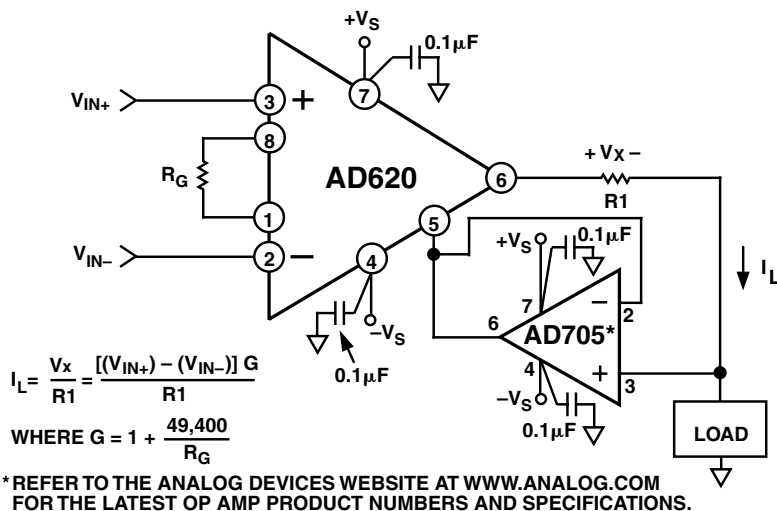 +VS
0.1µF
VIN+
3
+
7
8
RG
AD620
6
+ VX –
R1
1
5
VIN–
2
–
4
+VS
0.1µF
IL
7
–
2
6
AD705*
–VS
0.1µF
4
+
3
–VS
0.1µF
LOAD
IL= Vx / R1 = [(VIN+) – (VIN–)] G / R1
WHERE G = 1 + 49,400 / RG
* REFER TO THE ANALOG DEVICES WEBSITE AT WWW.ANALOG.COM
FOR THE LATEST OP AMP PRODUCT NUMBERS AND SPECIFICATIONS.